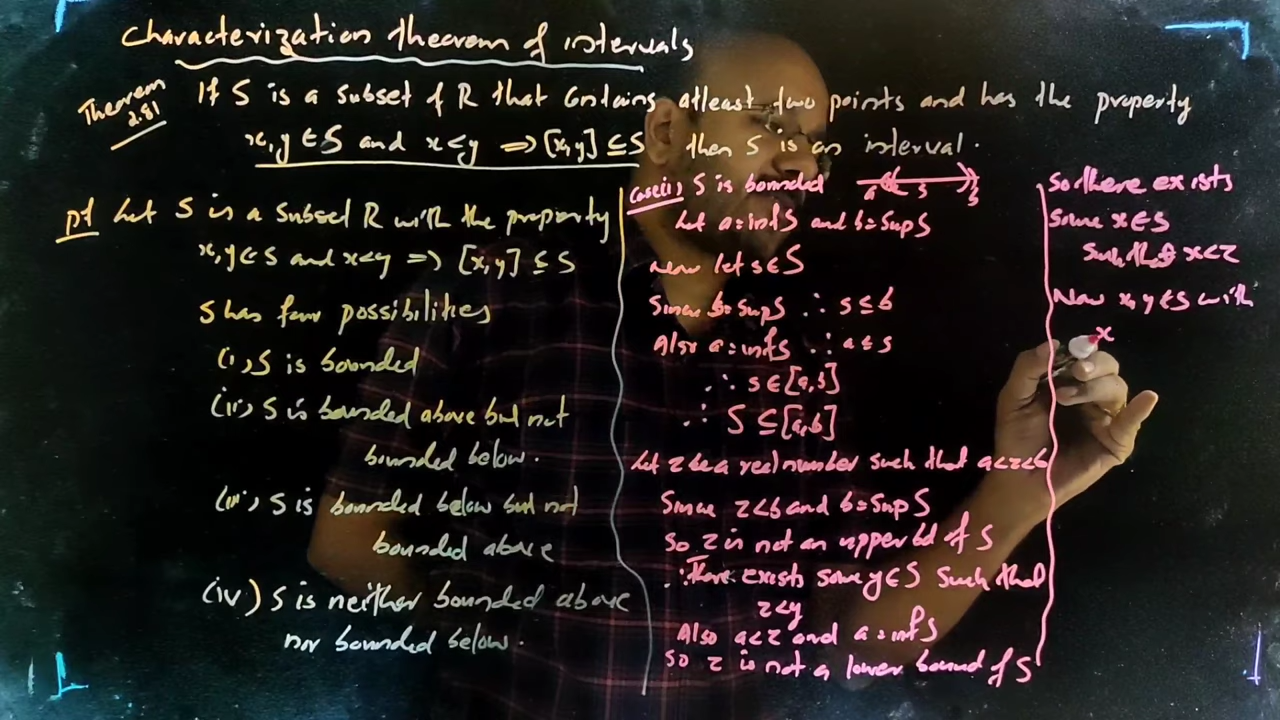 Characterization theorem of intervals
Theorem 2.81
If S is a subset of R that contains atleast two points and has the property
x,y ∈ S and x<y ⇒ [x,y] ⊆ S then S is an interval.
pf Let S is a subset R with the property
x,y ∈ S and x<y ⇒ [x,y] ⊆ S
S has four possibilities
(i) S is bounded
(ii) S is bounded above but not
bounded below.
(iii) S is bounded below but not
bounded above
(iv) S is neither bounded above
nor bounded below.
Case(i) S is bounded
a s b
Let a=inf S and b=sup S
now let s∈S
Since b=sup S ∴ s ≤ b
Also a=inf S ∴ a ≤ s
∴ s∈[a,b]
∴ S ⊆ [a,b]
Let z be a real number such that a<z<b
Since z<b and b=sup S
So z is not an upper bd of S
∴ There exists some y∈S such that
z<y
Also a<z and a=inf S
So z is not a lower bound of S
So there exists
some x∈S
such that x<z
Now x,y∈S with
x